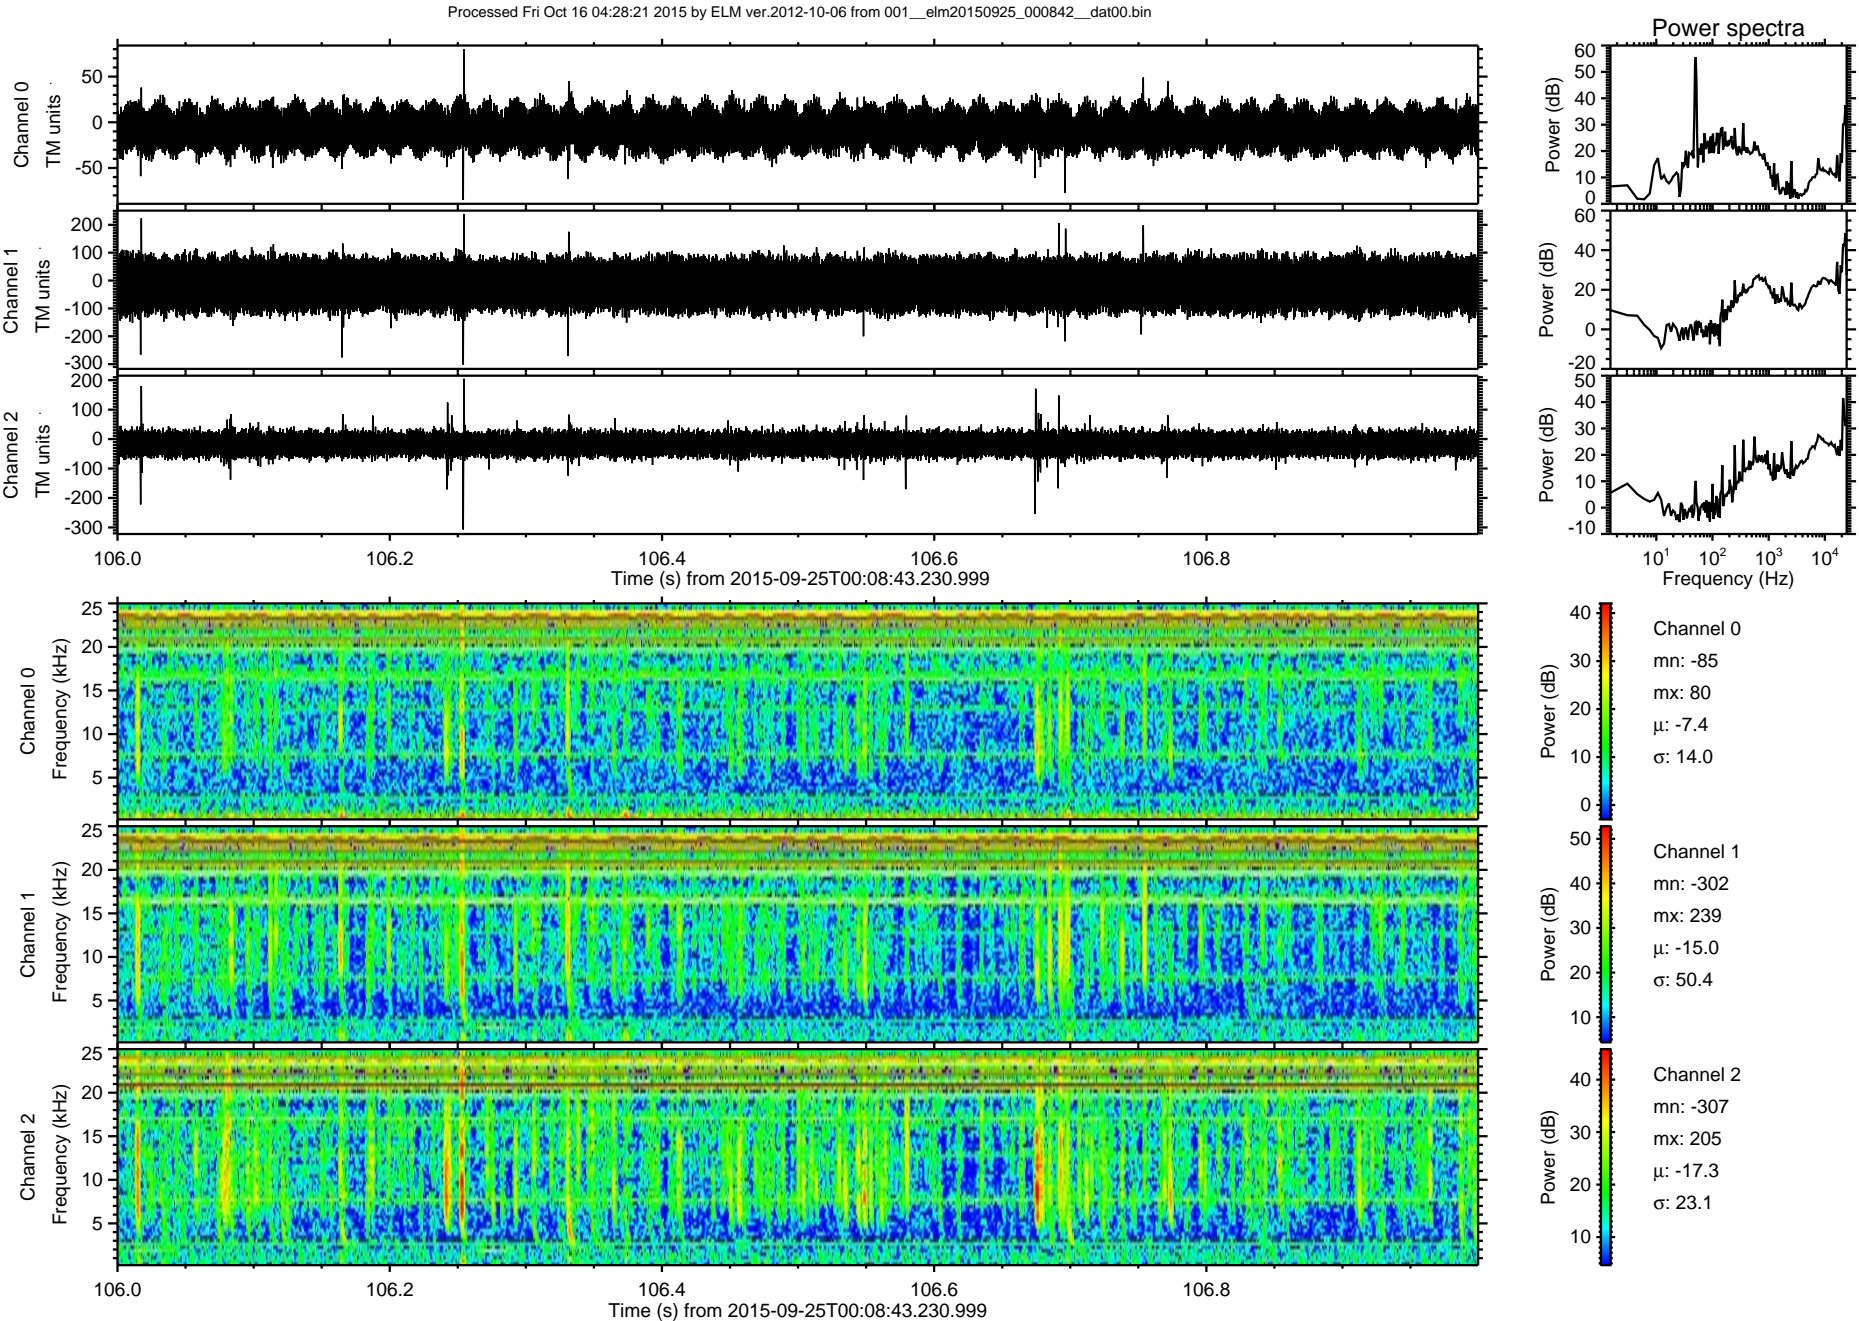 Processed Fri Oct 16 04:28:21 2015 by ELM ver.2012-10-06 from 001__elm20150925_000842__dat00.bin
Power spectra
Channel 0
TM units
50
0
-50
Power (dB)
60
50
40
30
20
10
0
Channel 1
TM units
200
100
0
-100
-200
-300
Power (dB)
60
40
20
0
-20
Channel 2
TM units
200
100
0
-100
-200
-300
Power (dB)
50
40
30
20
10
0
-10
106.0 106.2 106.4 106.6 106.8
Time (s) from 2015-09-25T00:08:43.230.999
10^1 10^2 10^3 10^4
Frequency (Hz)
Channel 0
Frequency (kHz)
25
20
15
10
5
Power (dB)
40
30
20
10
0
Channel 0
mn: -85
mx: 80
μ: -7.4
σ: 14.0
Channel 1
Frequency (kHz)
25
20
15
10
5
Power (dB)
50
40
30
20
10
Channel 1
mn: -302
mx: 239
μ: -15.0
σ: 50.4
Channel 2
Frequency (kHz)
25
20
15
10
5
Power (dB)
40
30
20
10
Channel 2
mn: -307
mx: 205
μ: -17.3
σ: 23.1
106.0 106.2 106.4 106.6 106.8
Time (s) from 2015-09-25T00:08:43.230.999